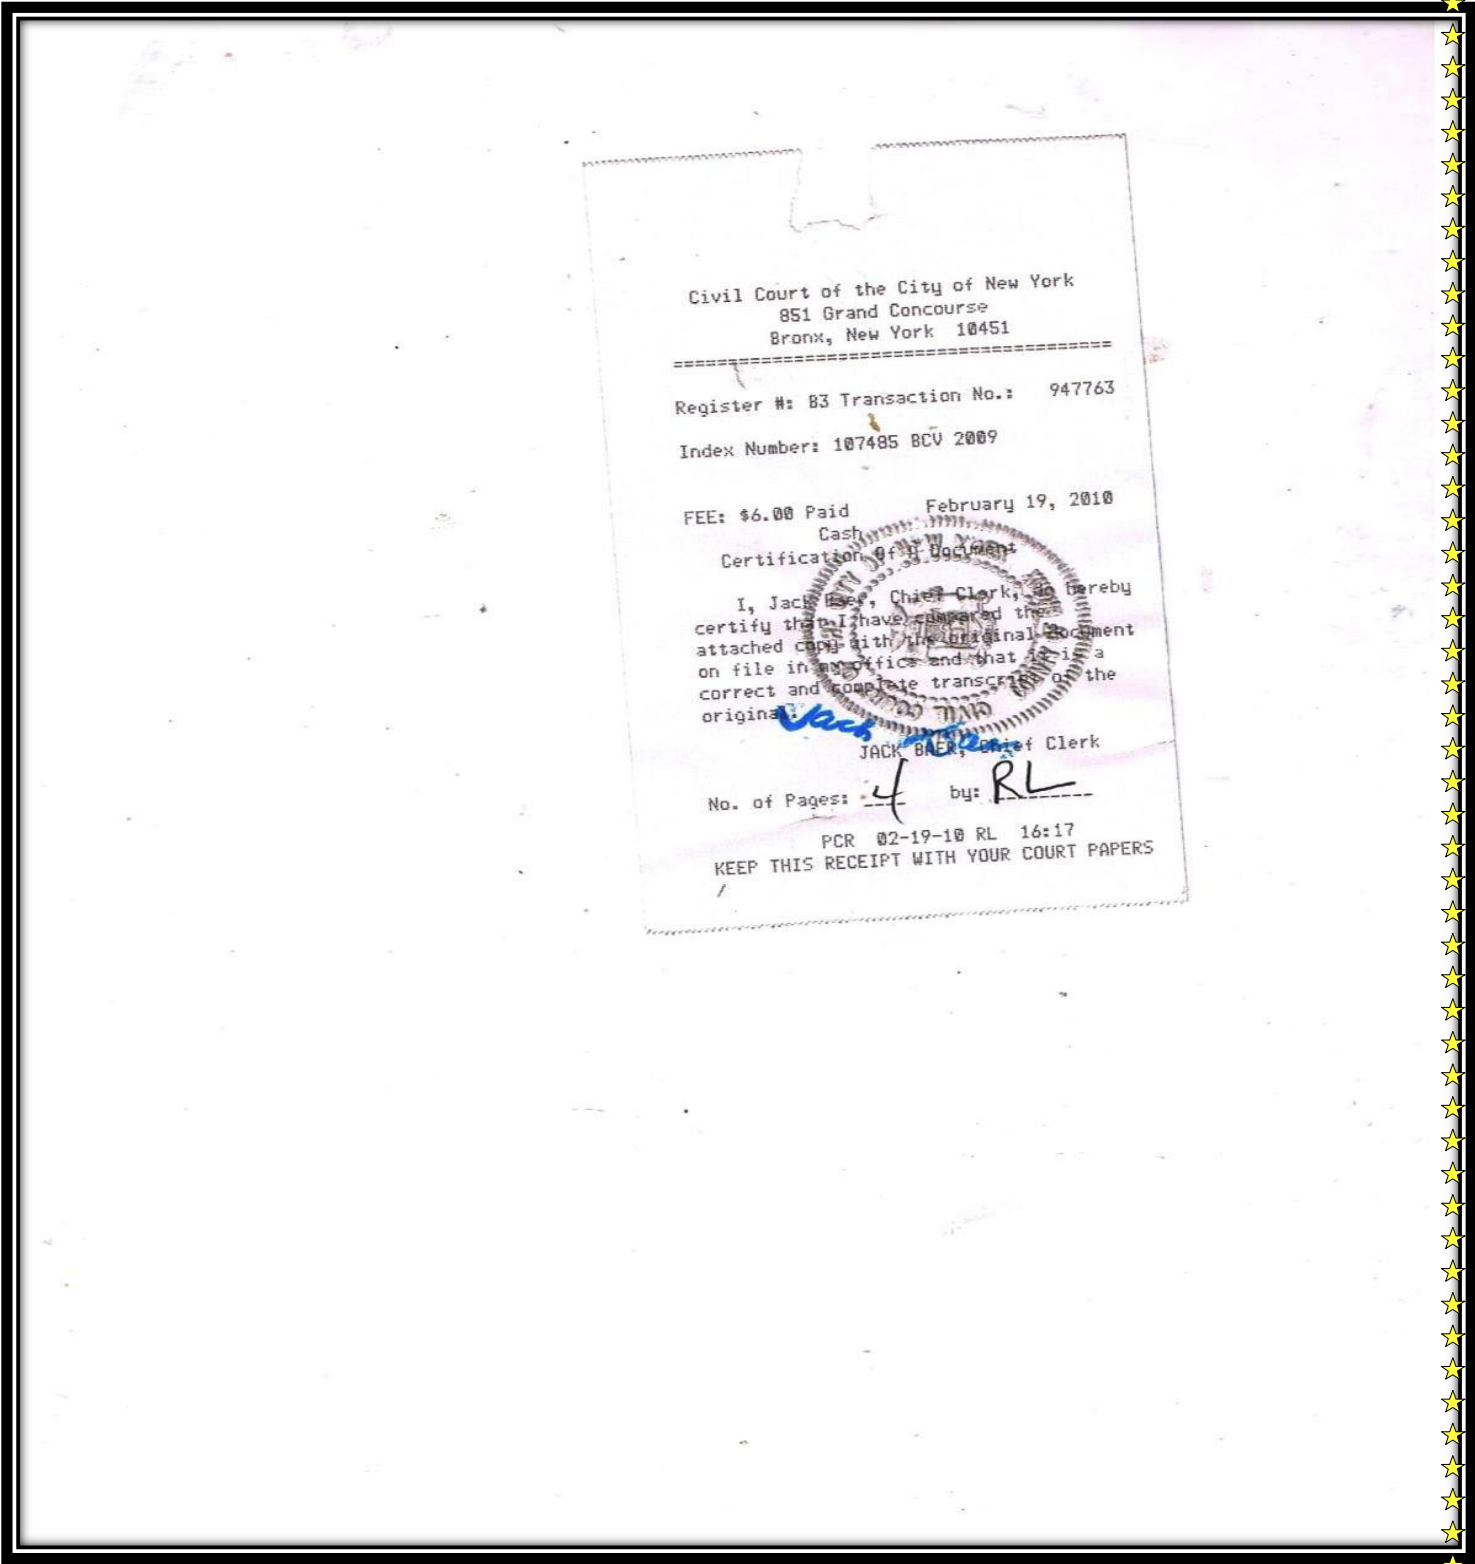 Civil Court of the City of New York
851 Grand Concourse
Bronx, New York 10451
========================================
Register #: B3 Transaction No.: 947763
Index Number: 107485 BCV 2009
FEE: $6.00 Paid February 19, 2010
Cash
Certification Of A Document
I, Jack Baer, Chief Clerk, do hereby
certify that I have compared the
attached copy with the original document
on file in my office and that it is a
correct and complete transcript of the
original.
Jack Baer
JACK BAER, Chief Clerk
No. of Pages: 4 by: RL
PCR 02-19-10 RL 16:17
KEEP THIS RECEIPT WITH YOUR COURT PAPERS
/